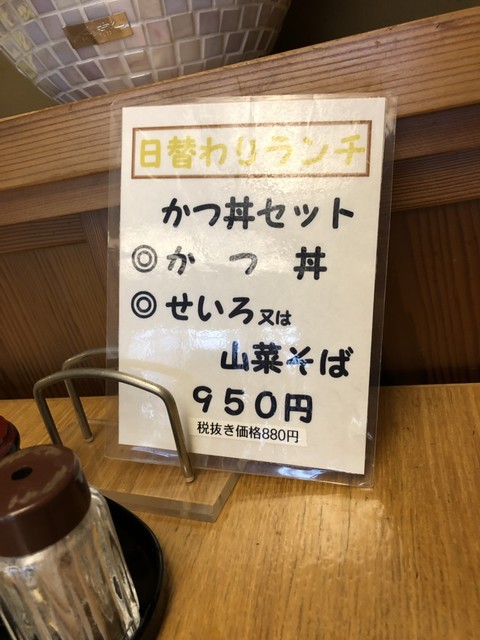 日替わりランチ
かつ丼セット
◎かつ丼
◎せいろ又は
山菜そば
950円
税抜き価格880円